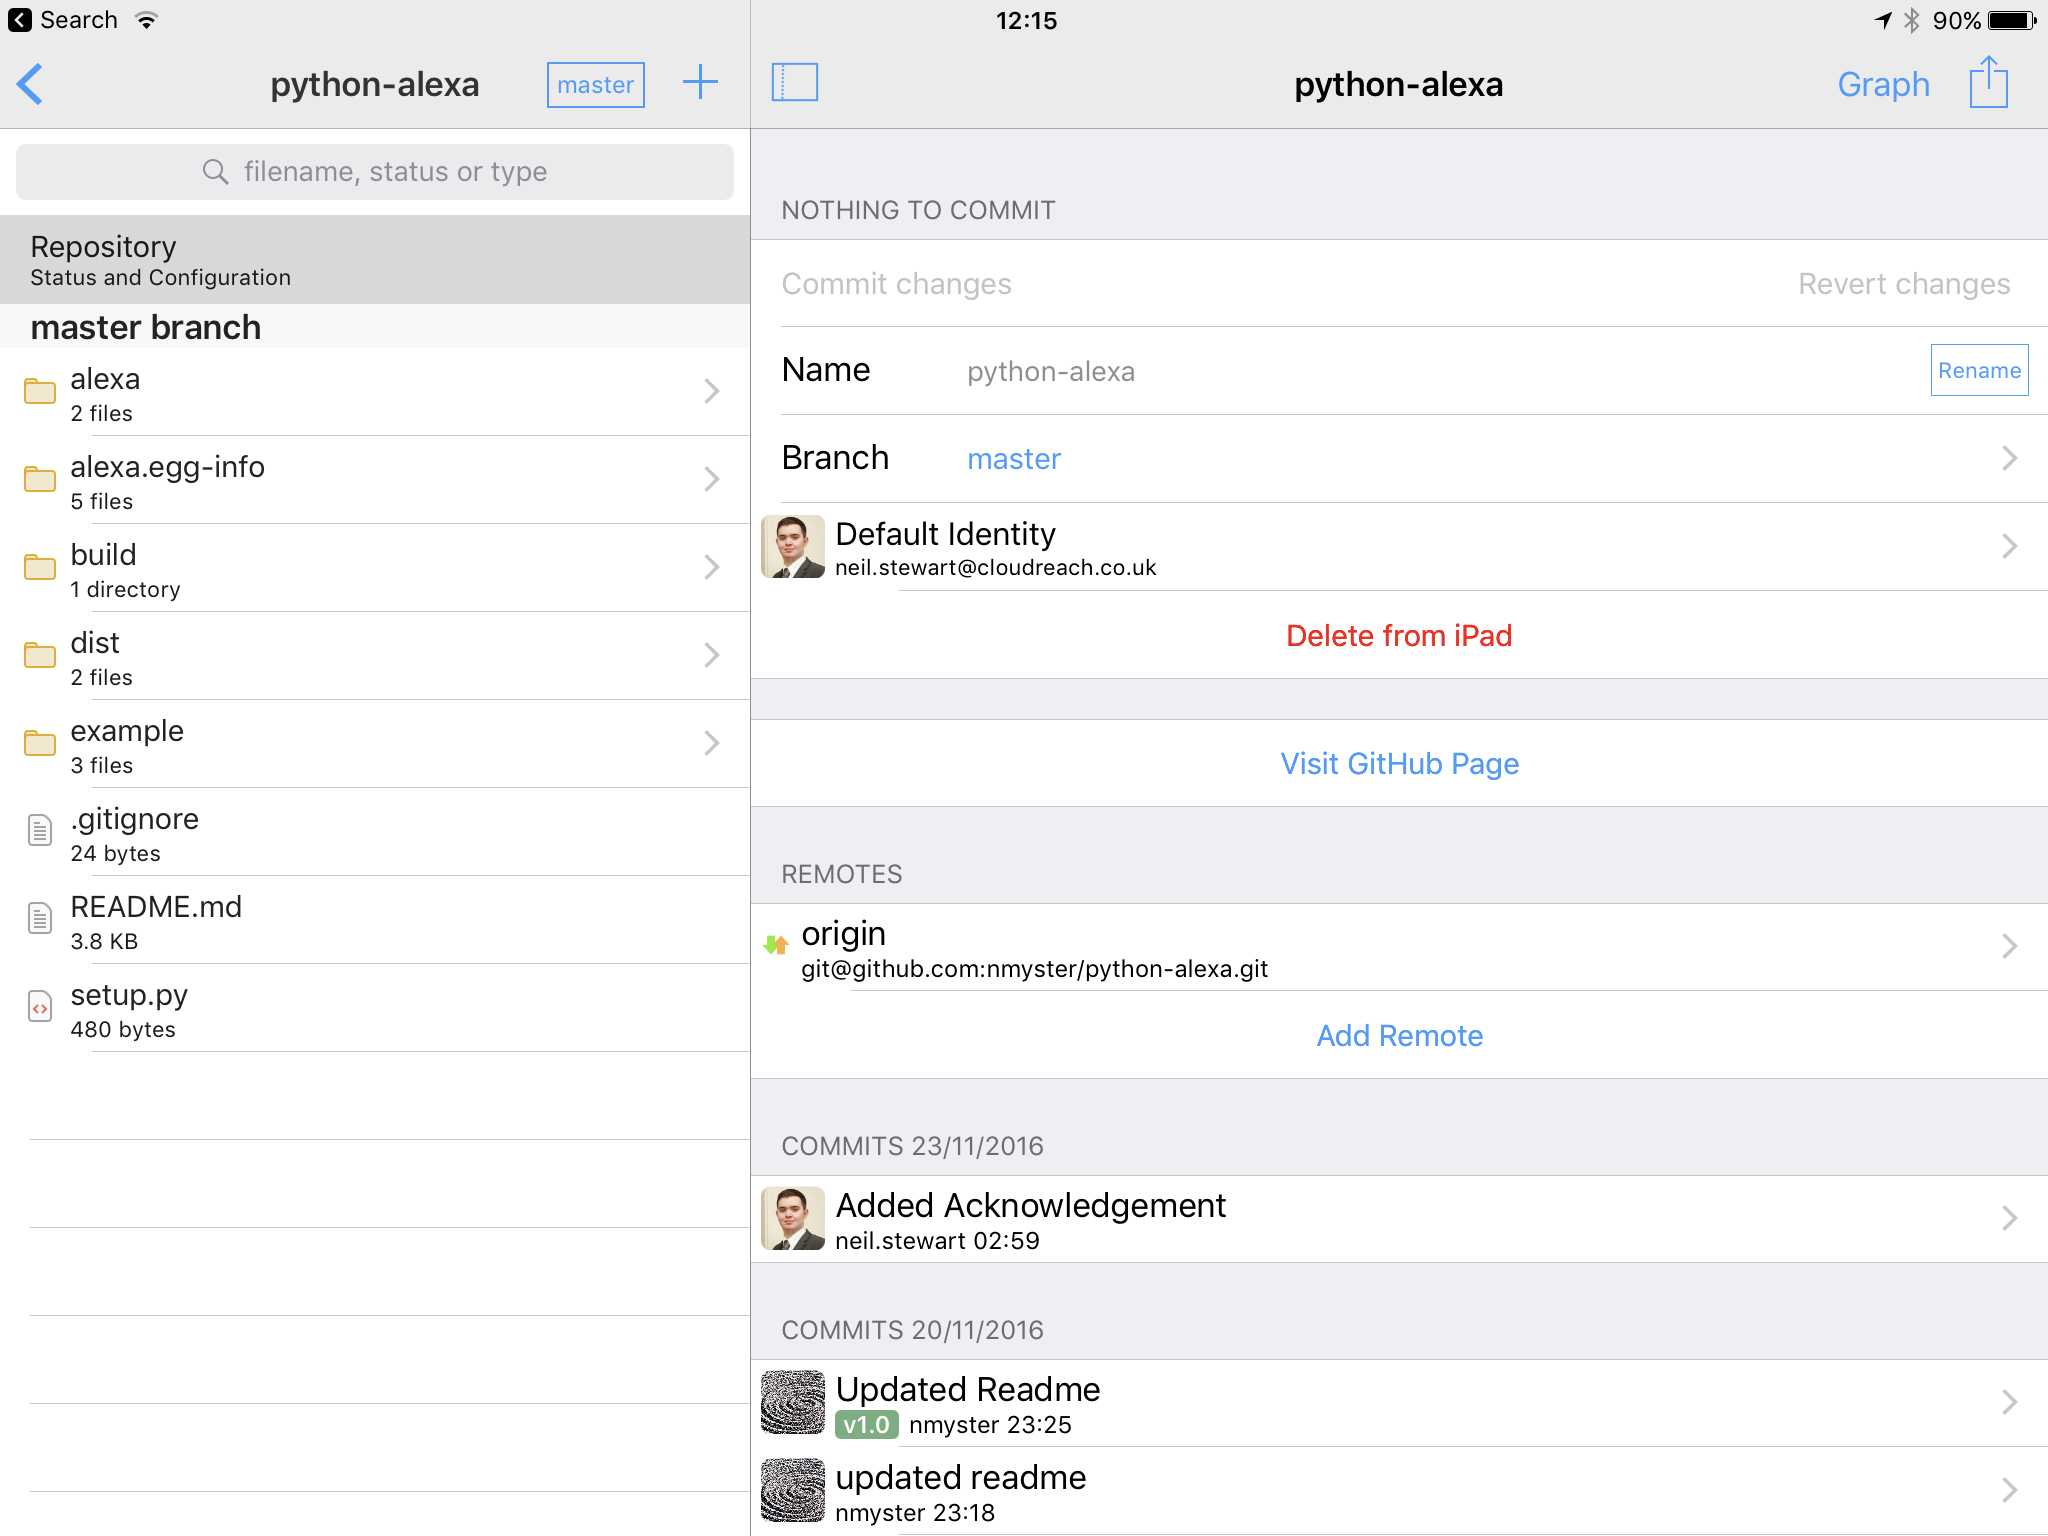 Search
12:15
90%
python-alexa
master
filename, status or type
Repository
Status and Configuration
master branch
alexa
2 files
alexa.egg-info
5 files
build
1 directory
dist
2 files
example
3 files
.gitignore
24 bytes
README.md
3.8 KB
setup.py
480 bytes
python-alexa
Graph
NOTHING TO COMMIT
Commit changes
Revert changes
Name
python-alexa
Rename
Branch
master
Default Identity
neil.stewart@cloudreach.co.uk
Delete from iPad
Visit GitHub Page
REMOTES
origin
git@github.com:nmyster/python-alexa.git
Add Remote
COMMITS 23/11/2016
Added Acknowledgement
neil.stewart 02:59
COMMITS 20/11/2016
Updated Readme
v1.0 nmyster 23:25
updated readme
nmyster 23:18